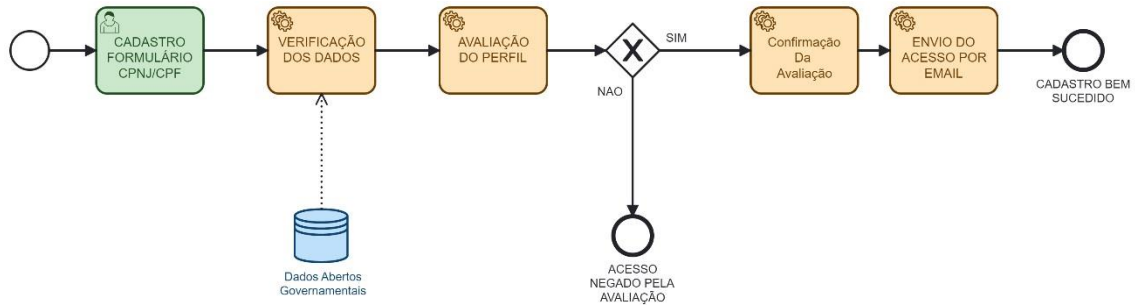 CADASTRO
FORMULÁRIO
CPNJ/CPF
VERIFICAÇÃO
DOS DADOS
AVALIAÇÃO
DO PERFIL
SIM
NAO
Confirmação
Da
Avaliação
ENVIO DO
ACESSO POR
EMAIL
CADASTRO BEM
SUCEDIDO
Dados Abertos
Governamentais
ACESSO
NEGADO PELA
AVALIAÇÃO